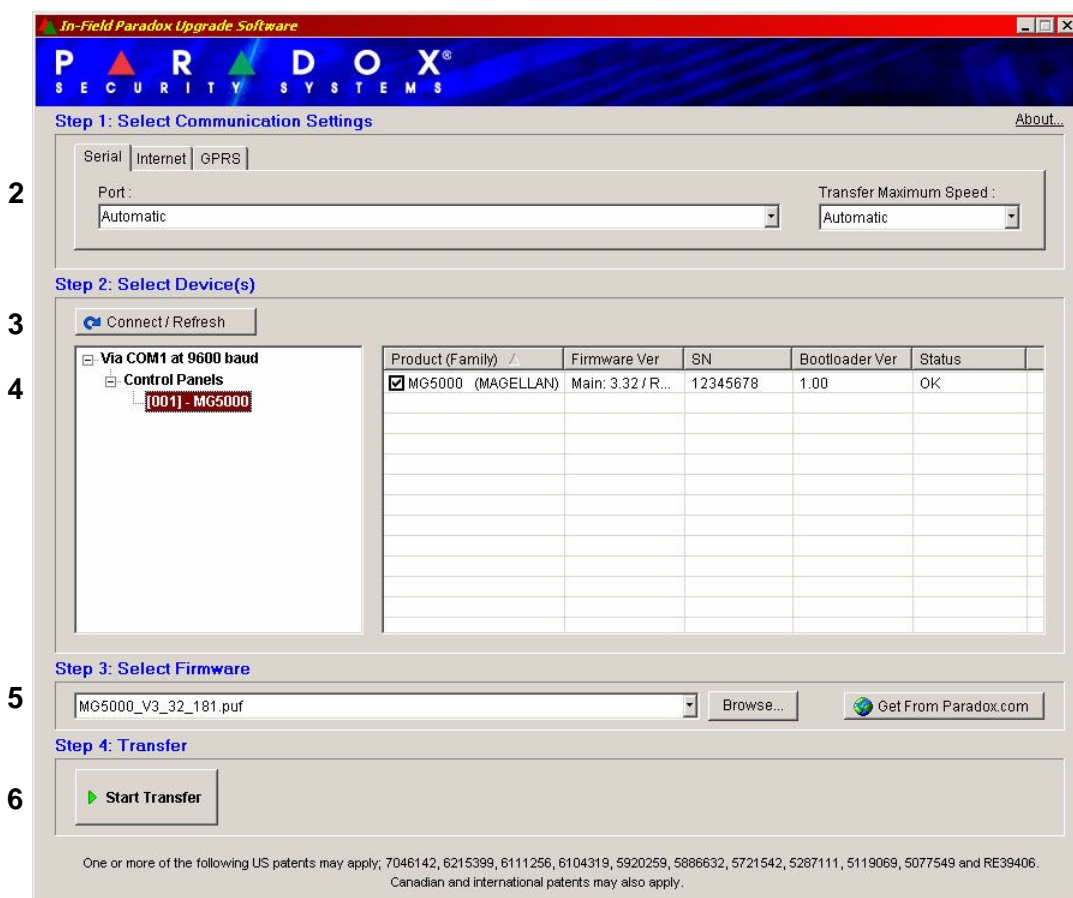 In-Field Paradox Upgrade Software
PARADOX®
SECURITY SYSTEMS
Step 1: Select Communication Settings
About...
Serial Internet GPRS
2
Port :
Transfer Maximum Speed :
Automatic
Automatic
Step 2: Select Device(s)
3
Connect / Refresh
Via COM1 at 9600 baud
Control Panels
[001] - MG5000
4
Product (Family) Firmware Ver SN Bootloader Ver Status
MG5000 (MAGELLAN) Main: 3.32 / R... 12345678 1.00 OK
Step 3: Select Firmware
5
MG5000_V3_32_181.puf
Browse...
Get From Paradox.com
Step 4: Transfer
6
Start Transfer
One or more of the following US patents may apply; 7046142, 6215399, 6111256, 6104319, 5920259, 5886632, 5721542, 5287111, 5119069, 5077549 and RE39406.
Canadian and international patents may also apply.